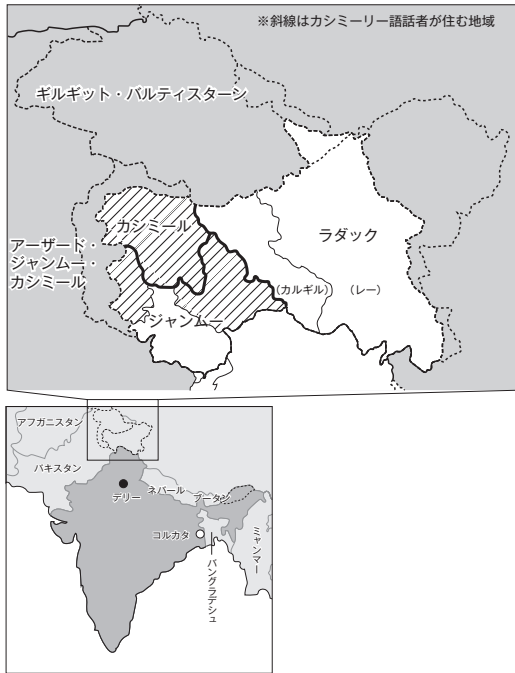 ※斜線はカシミーリー語話者が住む地域
ギルギット・バルティスターン
カシミール
アーザード・
ジャンムー・
カシミール
ラダック
(カルギル)
(レー)
ジャンムー
アフガニスタン
パキスタン
デリー
ネパール
ブータン
コルカタ
バングラデシュ
ミャンマー